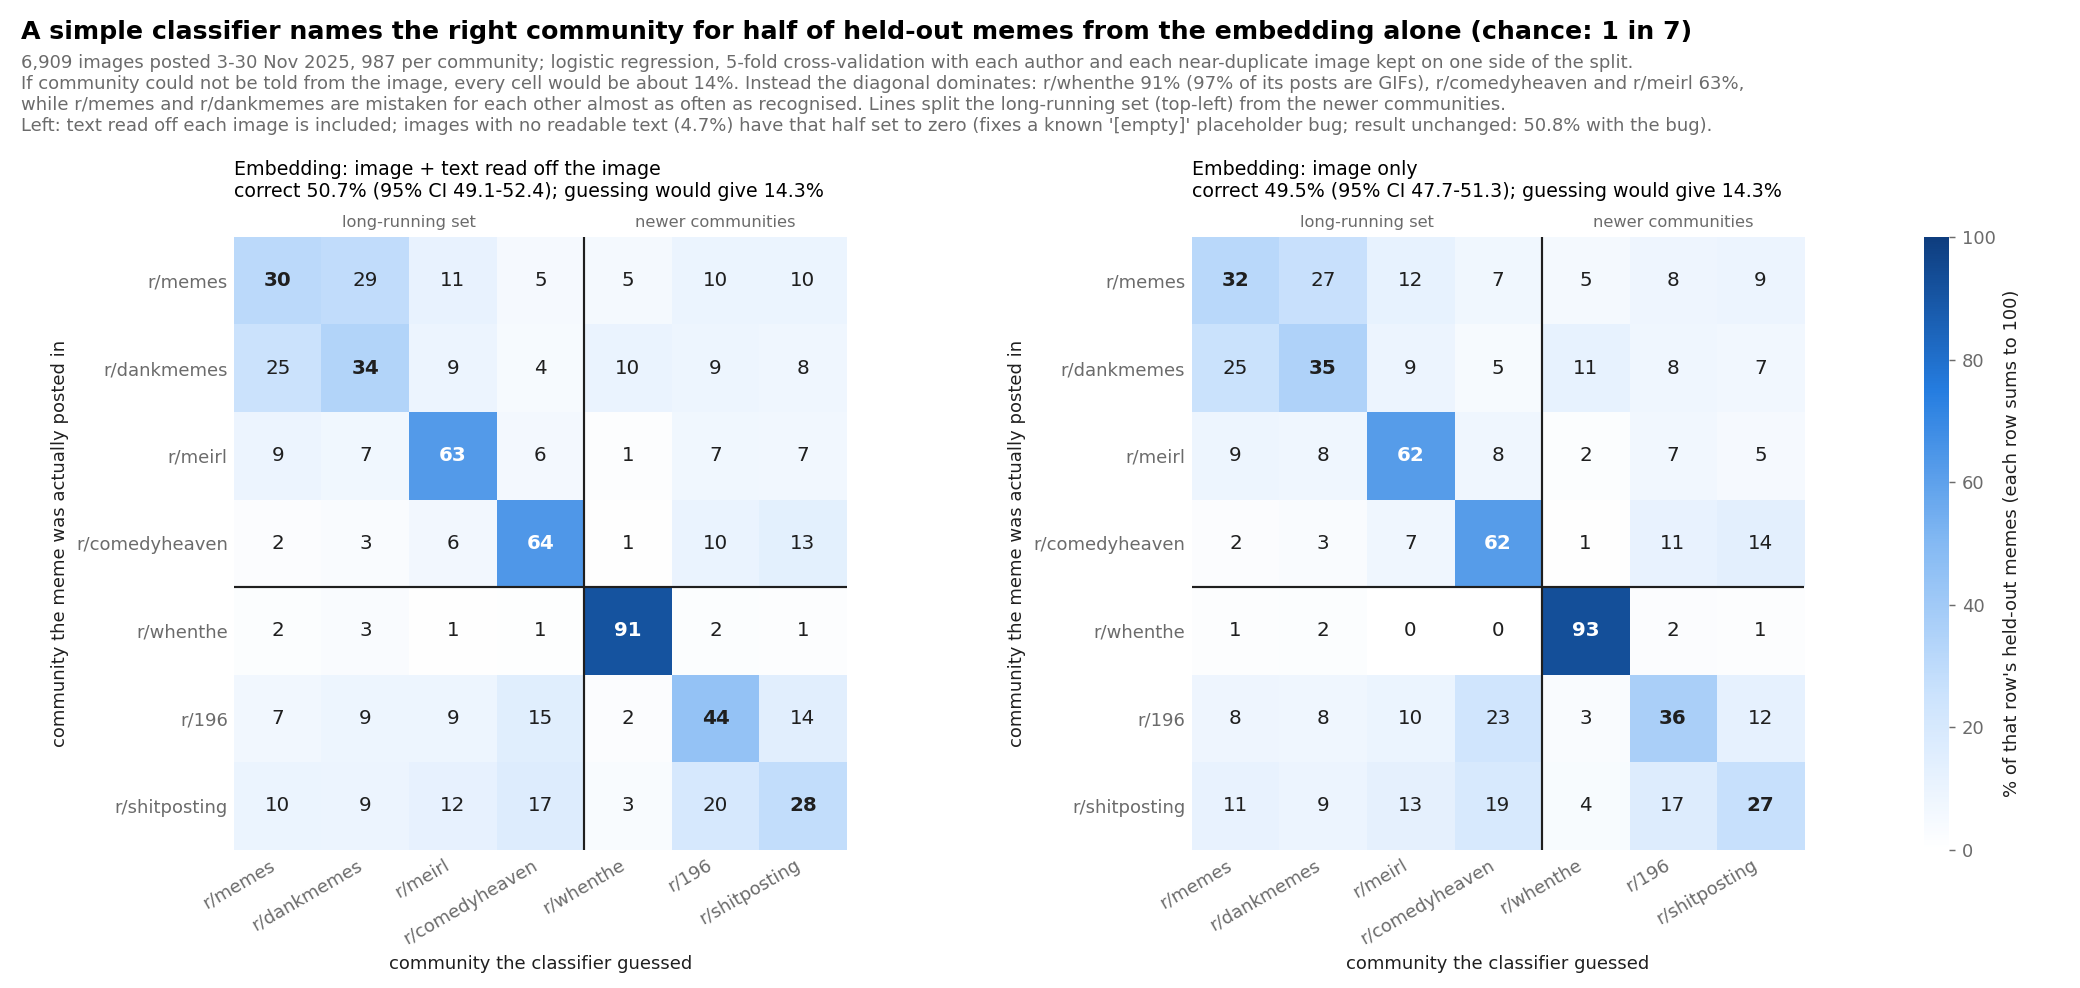 A simple classifier names the right community for half of held-out memes from the embedding alone (chance: 1 in 7)
6,909 images posted 3-30 Nov 2025, 987 per community; logistic regression, 5-fold cross-validation with each author and each near-duplicate image kept on one side of the split.
If community could not be told from the image, every cell would be about 14%. Instead the diagonal dominates: r/whenthe 91% (97% of its posts are GIFs), r/comedyheaven and r/meirl 63%,
while r/memes and r/dankmemes are mistaken for each other almost as often as recognised. Lines split the long-running set (top-left) from the newer communities.
Left: text read off each image is included; images with no readable text (4.7%) have that half set to zero (fixes a known '[empty]' placeholder bug; result unchanged: 50.8% with the bug).
Embedding: image + text read off the image
correct 50.7% (95% CI 49.1-52.4); guessing would give 14.3%
long-running set newer communities
community the meme was actually posted in
r/memes 30 29 11 5 5 10 10
r/dankmemes 25 34 9 4 10 9 8
r/meirl 9 7 63 6 1 7 7
r/comedyheaven 2 3 6 64 1 10 13
r/whenthe 2 3 1 1 91 2 1
r/196 7 9 9 15 2 44 14
r/shitposting 10 9 12 17 3 20 28
r/memes r/dankmemes r/meirl r/comedyheaven r/whenthe r/196 r/shitposting
community the classifier guessed
Embedding: image only
correct 49.5% (95% CI 47.7-51.3); guessing would give 14.3%
long-running set newer communities
community the meme was actually posted in
r/memes 32 27 12 7 5 8 9
r/dankmemes 25 35 9 5 11 8 7
r/meirl 9 8 62 8 2 7 5
r/comedyheaven 2 3 7 62 1 11 14
r/whenthe 1 2 0 0 93 2 1
r/196 8 8 10 23 3 36 12
r/shitposting 11 9 13 19 4 17 27
r/memes r/dankmemes r/meirl r/comedyheaven r/whenthe r/196 r/shitposting
community the classifier guessed
100
80
60
40
20
0
% of that row's held-out memes (each row sums to 100)